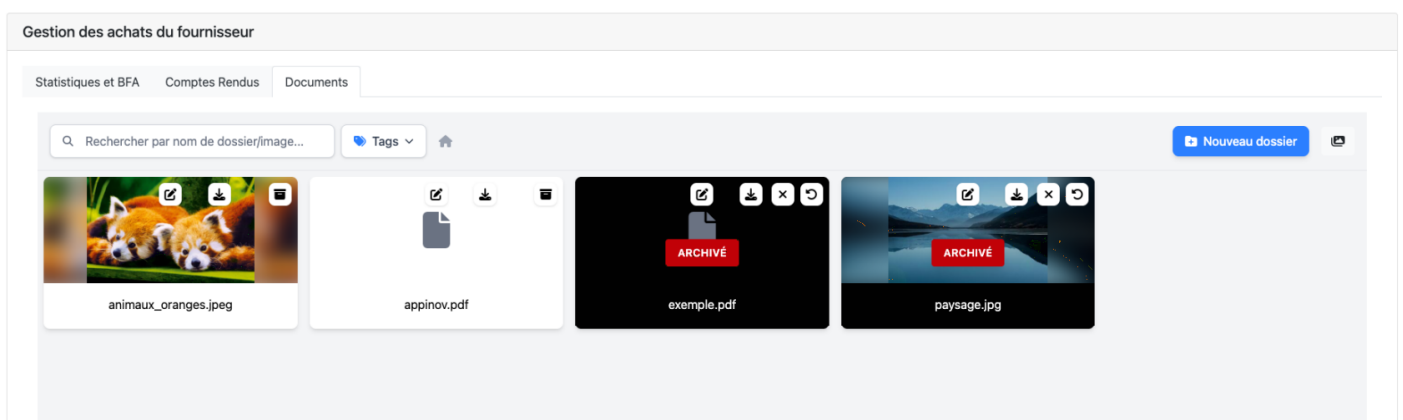 Gestion des achats du fournisseur
Statistiques et BFA Comptes Rendus Documents
Rechercher par nom de dossier/image... Tags Nouveau dossier
ARCHIVÉ ARCHIVÉ
animaux_oranges.jpeg appinov.pdf exemple.pdf paysage.jpg